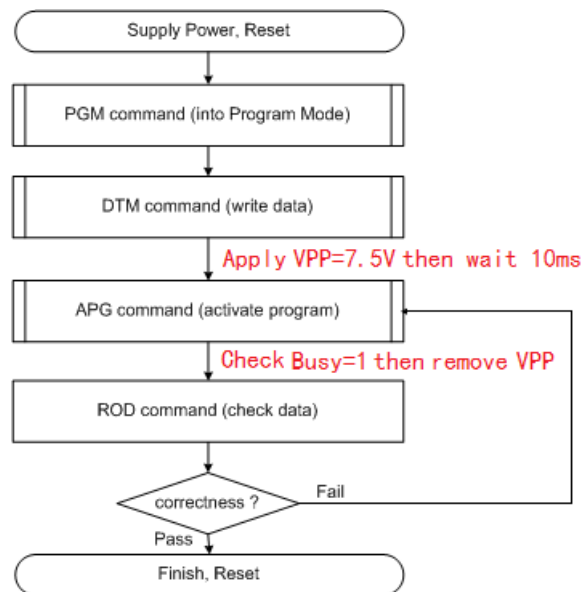 Supply Power, Reset
PGM command (into Program Mode)
DTM command (write data)
Apply VPP=7.5V then wait 10ms
APG command (activate program)
Check Busy=1 then remove VPP
ROD command (check data)
correctness ?
Fail
Pass
Finish, Reset